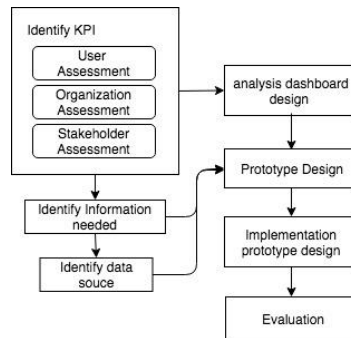 Identify KPI
User
Assessment
Organization
Assessment
Stakeholder
Assessment
analysis dashboard
design
Identify Information
needed
Prototype Design
Identify data
souce
Implementation
prototype design
Evaluation